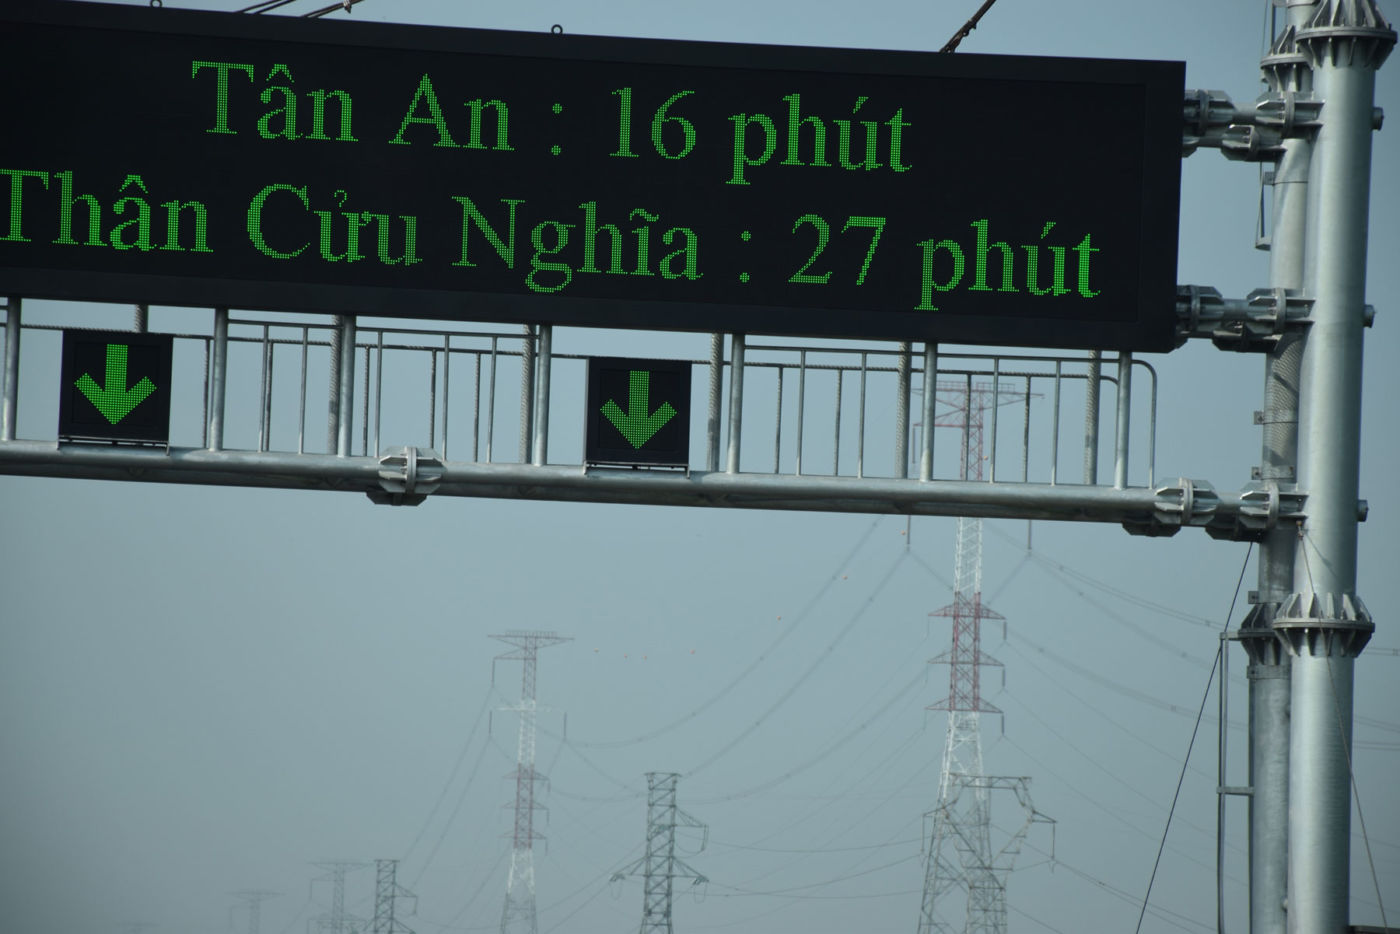 Tân An : 16 phút
Thân Cửu Nghĩa : 27 phút